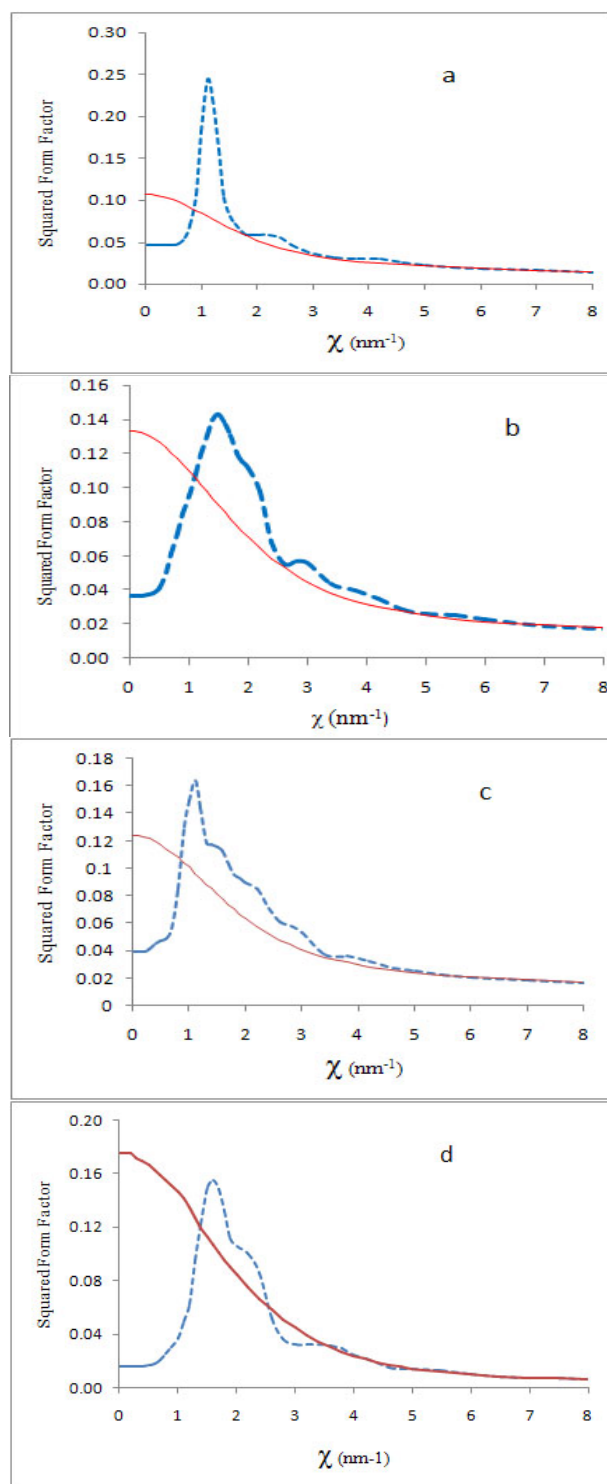 0.30
a
0.25
0.20
0.15
0.10
0.05
0.00
Squared Form Factor
0 1 2 3 4 5 6 7 8
χ (nm-1)
0.16
b
0.14
0.12
0.10
0.08
0.06
0.04
0.02
0.00
Squared Form Factor
0 1 2 3 4 5 6 7 8
χ (nm-1)
0.18
c
0.16
0.14
0.12
0.1
0.08
0.06
0.04
0.02
0
Squared Form Factor
0 1 2 3 4 5 6 7 8
χ (nm-1)
0.20
d
0.16
0.12
0.08
0.04
0.00
Squared Form Factor
0 1 2 3 4 5 6 7 8
χ (nm-1)